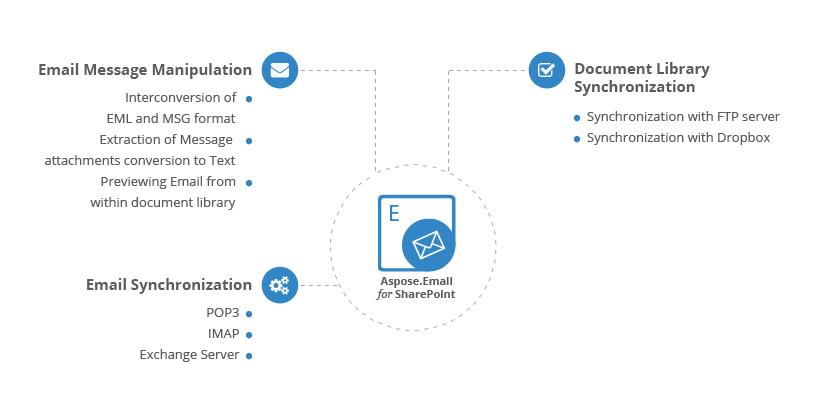 Email Message Manipulation
Interconversion of
EML and MSG format
Extraction of Message
attachments conversion to Text
Previewing Email from
within document library
Email Synchronization
POP3
IMAP
Exchange Server
Document Library
Synchronization
Synchronization with FTP server
Synchronization with Dropbox
E
Aspose.Email
for SharePoint